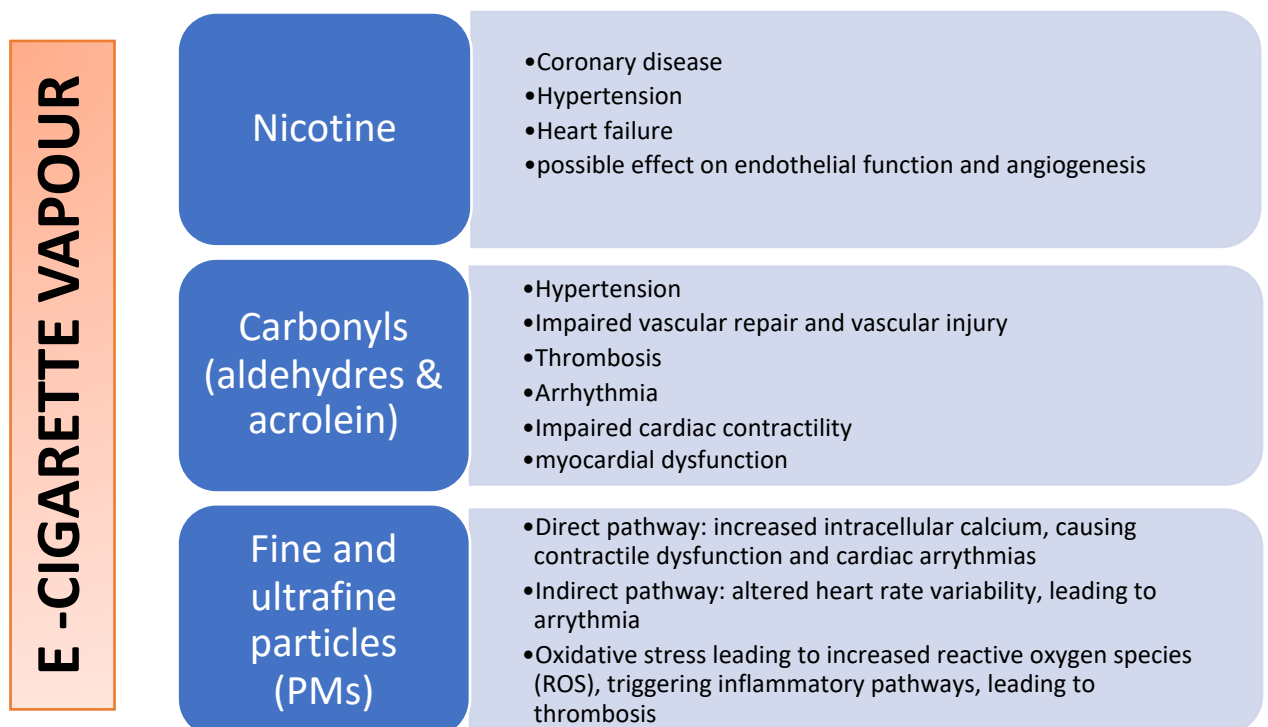 E -CIGARETTE VAPOUR
Nicotine
•Coronary disease
•Hypertension
•Heart failure
•possible effect on endothelial function and angiogenesis
Carbonyls
(aldehydres &
acrolein)
•Hypertension
•Impaired vascular repair and vascular injury
•Thrombosis
•Arrhythmia
•Impaired cardiac contractility
•myocardial dysfunction
Fine and
ultrafine
particles
(PMs)
•Direct pathway: increased intracellular calcium, causing
contractile dysfunction and cardiac arrythmias
•Indirect pathway: altered heart rate variability, leading to
arrythmia
•Oxidative stress leading to increased reactive oxygen species
(ROS), triggering inflammatory pathways, leading to
thrombosis